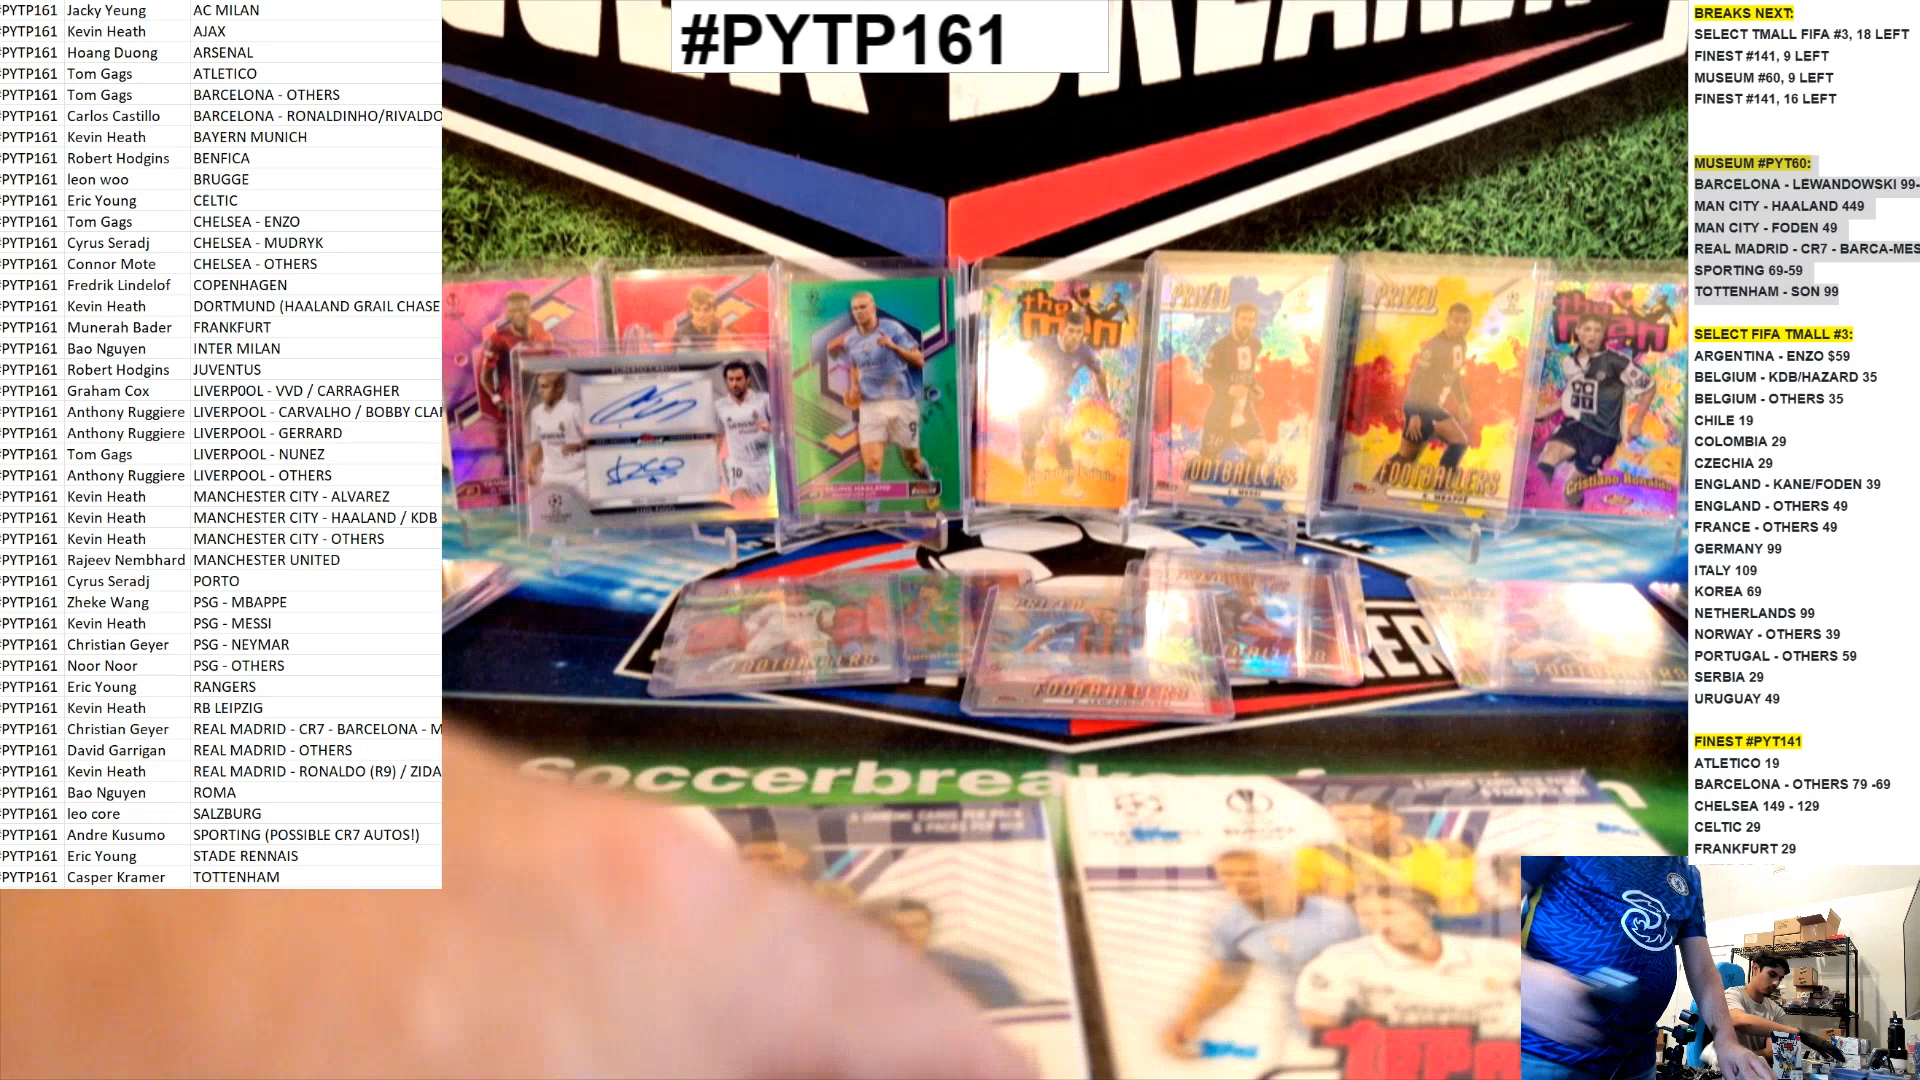 #PYTP161 Jacky Yeung AC MILAN
#PYTP161 Kevin Heath AJAX
#PYTP161 Hoang Duong ARSENAL
#PYTP161 Tom Gags ATLETICO
#PYTP161 Tom Gags BARCELONA - OTHERS
#PYTP161 Carlos Castillo BARCELONA - RONALDINHO/RIVALDO
#PYTP161 Kevin Heath BAYERN MUNICH
#PYTP161 Robert Hodgins BENFICA
#PYTP161 leon woo BRUGGE
#PYTP161 Eric Young CELTIC
#PYTP161 Tom Gags CHELSEA - ENZO
#PYTP161 Cyrus Seradj CHELSEA - MUDRYK
#PYTP161 Connor Mote CHELSEA - OTHERS
#PYTP161 Fredrik Lindelof COPENHAGEN
#PYTP161 Kevin Heath DORTMUND (HAALAND GRAIL CHASE
#PYTP161 Munerah Bader FRANKFURT
#PYTP161 Bao Nguyen INTER MILAN
#PYTP161 Robert Hodgins JUVENTUS
#PYTP161 Graham Cox LIVERP0OL - VVD / CARRAGHER
#PYTP161 Anthony Ruggiere LIVERPOOL - CARVALHO / BOBBY CLA
#PYTP161 Anthony Ruggiere LIVERPOOL - GERRARD
#PYTP161 Tom Gags LIVERPOOL - NUNEZ
#PYTP161 Anthony Ruggiere LIVERPOOL - OTHERS
#PYTP161 Kevin Heath MANCHESTER CITY - ALVAREZ
#PYTP161 Kevin Heath MANCHESTER CITY - HAALAND / KDB
#PYTP161 Kevin Heath MANCHESTER CITY - OTHERS
#PYTP161 Rajeev Nembhard MANCHESTER UNITED
#PYTP161 Cyrus Seradj PORTO
#PYTP161 Zheke Wang PSG - MBAPPE
#PYTP161 Kevin Heath PSG - MESSI
#PYTP161 Christian Geyer PSG - NEYMAR
#PYTP161 Noor Noor PSG - OTHERS
#PYTP161 Eric Young RANGERS
#PYTP161 Kevin Heath RB LEIPZIG
#PYTP161 Christian Geyer REAL MADRID - CR7 - BARCELONA - M
#PYTP161 David Garrigan REAL MADRID - OTHERS
#PYTP161 Kevin Heath REAL MADRID - RONALDO (R9) / ZIDA
#PYTP161 Bao Nguyen ROMA
#PYTP161 leo core SALZBURG
#PYTP161 Andre Kusumo SPORTING (POSSIBLE CR7 AUTOS!)
#PYTP161 Eric Young STADE RENNAIS
#PYTP161 Casper Kramer TOTTENHAM
#PYTP161
the man
PRIZED
PRIZED
the man
FOOTBALLERS
FOOTBALLERS
Cristiano Ronaldo
FOOTBALLERS
FOOTBALLERS
Soccerbreaker
BREAKS NEXT:
SELECT TMALL FIFA #3, 18 LEFT
FINEST #141, 9 LEFT
MUSEUM #60, 9 LEFT
FINEST #141, 16 LEFT
MUSEUM #PYT60:
BARCELONA - LEWANDOWSKI 99-
MAN CITY - HAALAND 449
MAN CITY - FODEN 49
REAL MADRID - CR7 - BARCA-MES
SPORTING 69-59
TOTTENHAM - SON 99
SELECT FIFA TMALL #3:
ARGENTINA - ENZO $59
BELGIUM - KDB/HAZARD 35
BELGIUM - OTHERS 35
CHILE 19
COLOMBIA 29
CZECHIA 29
ENGLAND - KANE/FODEN 39
ENGLAND - OTHERS 49
FRANCE - OTHERS 49
GERMANY 99
ITALY 109
KOREA 69
NETHERLANDS 99
NORWAY - OTHERS 39
PORTUGAL - OTHERS 59
SERBIA 29
URUGUAY 49
FINEST #PYT141
ATLETICO 19
BARCELONA - OTHERS 79 -69
CHELSEA 149 - 129
CELTIC 29
FRANKFURT 29